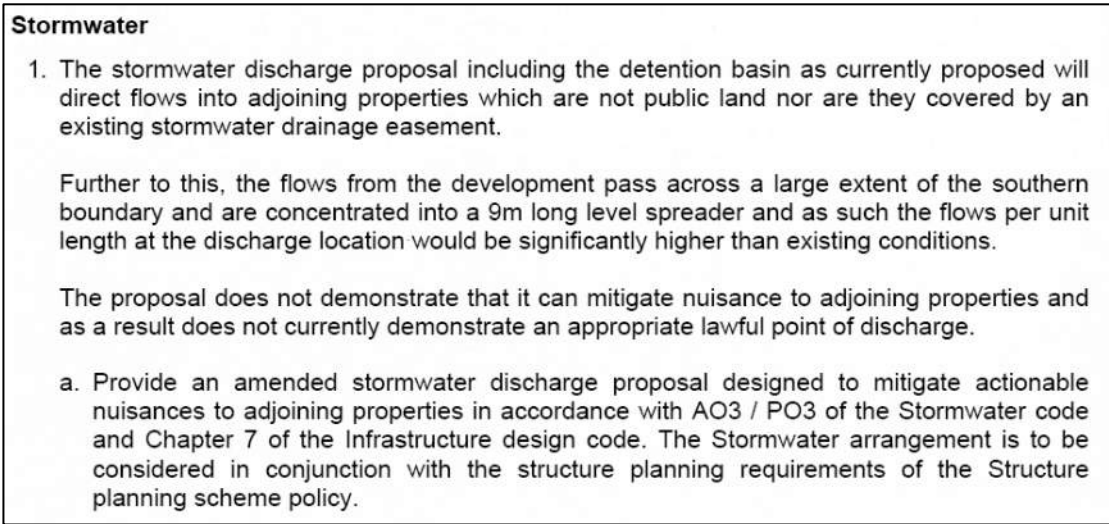 Stormwater
1. The stormwater discharge proposal including the detention basin as currently proposed will
direct flows into adjoining properties which are not public land nor are they covered by an
existing stormwater drainage easement.
Further to this, the flows from the development pass across a large extent of the southern
boundary and are concentrated into a 9m long level spreader and as such the flows per unit
length at the discharge location would be significantly higher than existing conditions.
The proposal does not demonstrate that it can mitigate nuisance to adjoining properties and
as a result does not currently demonstrate an appropriate lawful point of discharge.
a. Provide an amended stormwater discharge proposal designed to mitigate actionable
nuisances to adjoining properties in accordance with AO3 / PO3 of the Stormwater code
and Chapter 7 of the Infrastructure design code. The Stormwater arrangement is to be
considered in conjunction with the structure planning requirements of the Structure
planning scheme policy.